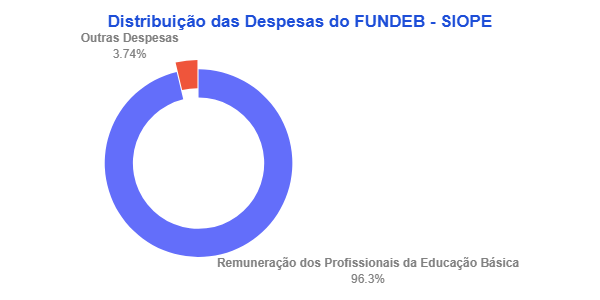 Distribuição das Despesas do FUNDEB - SIOPE
Outras Despesas
3.74%
Remuneração dos Profissionais da Educação Básica
96.3%